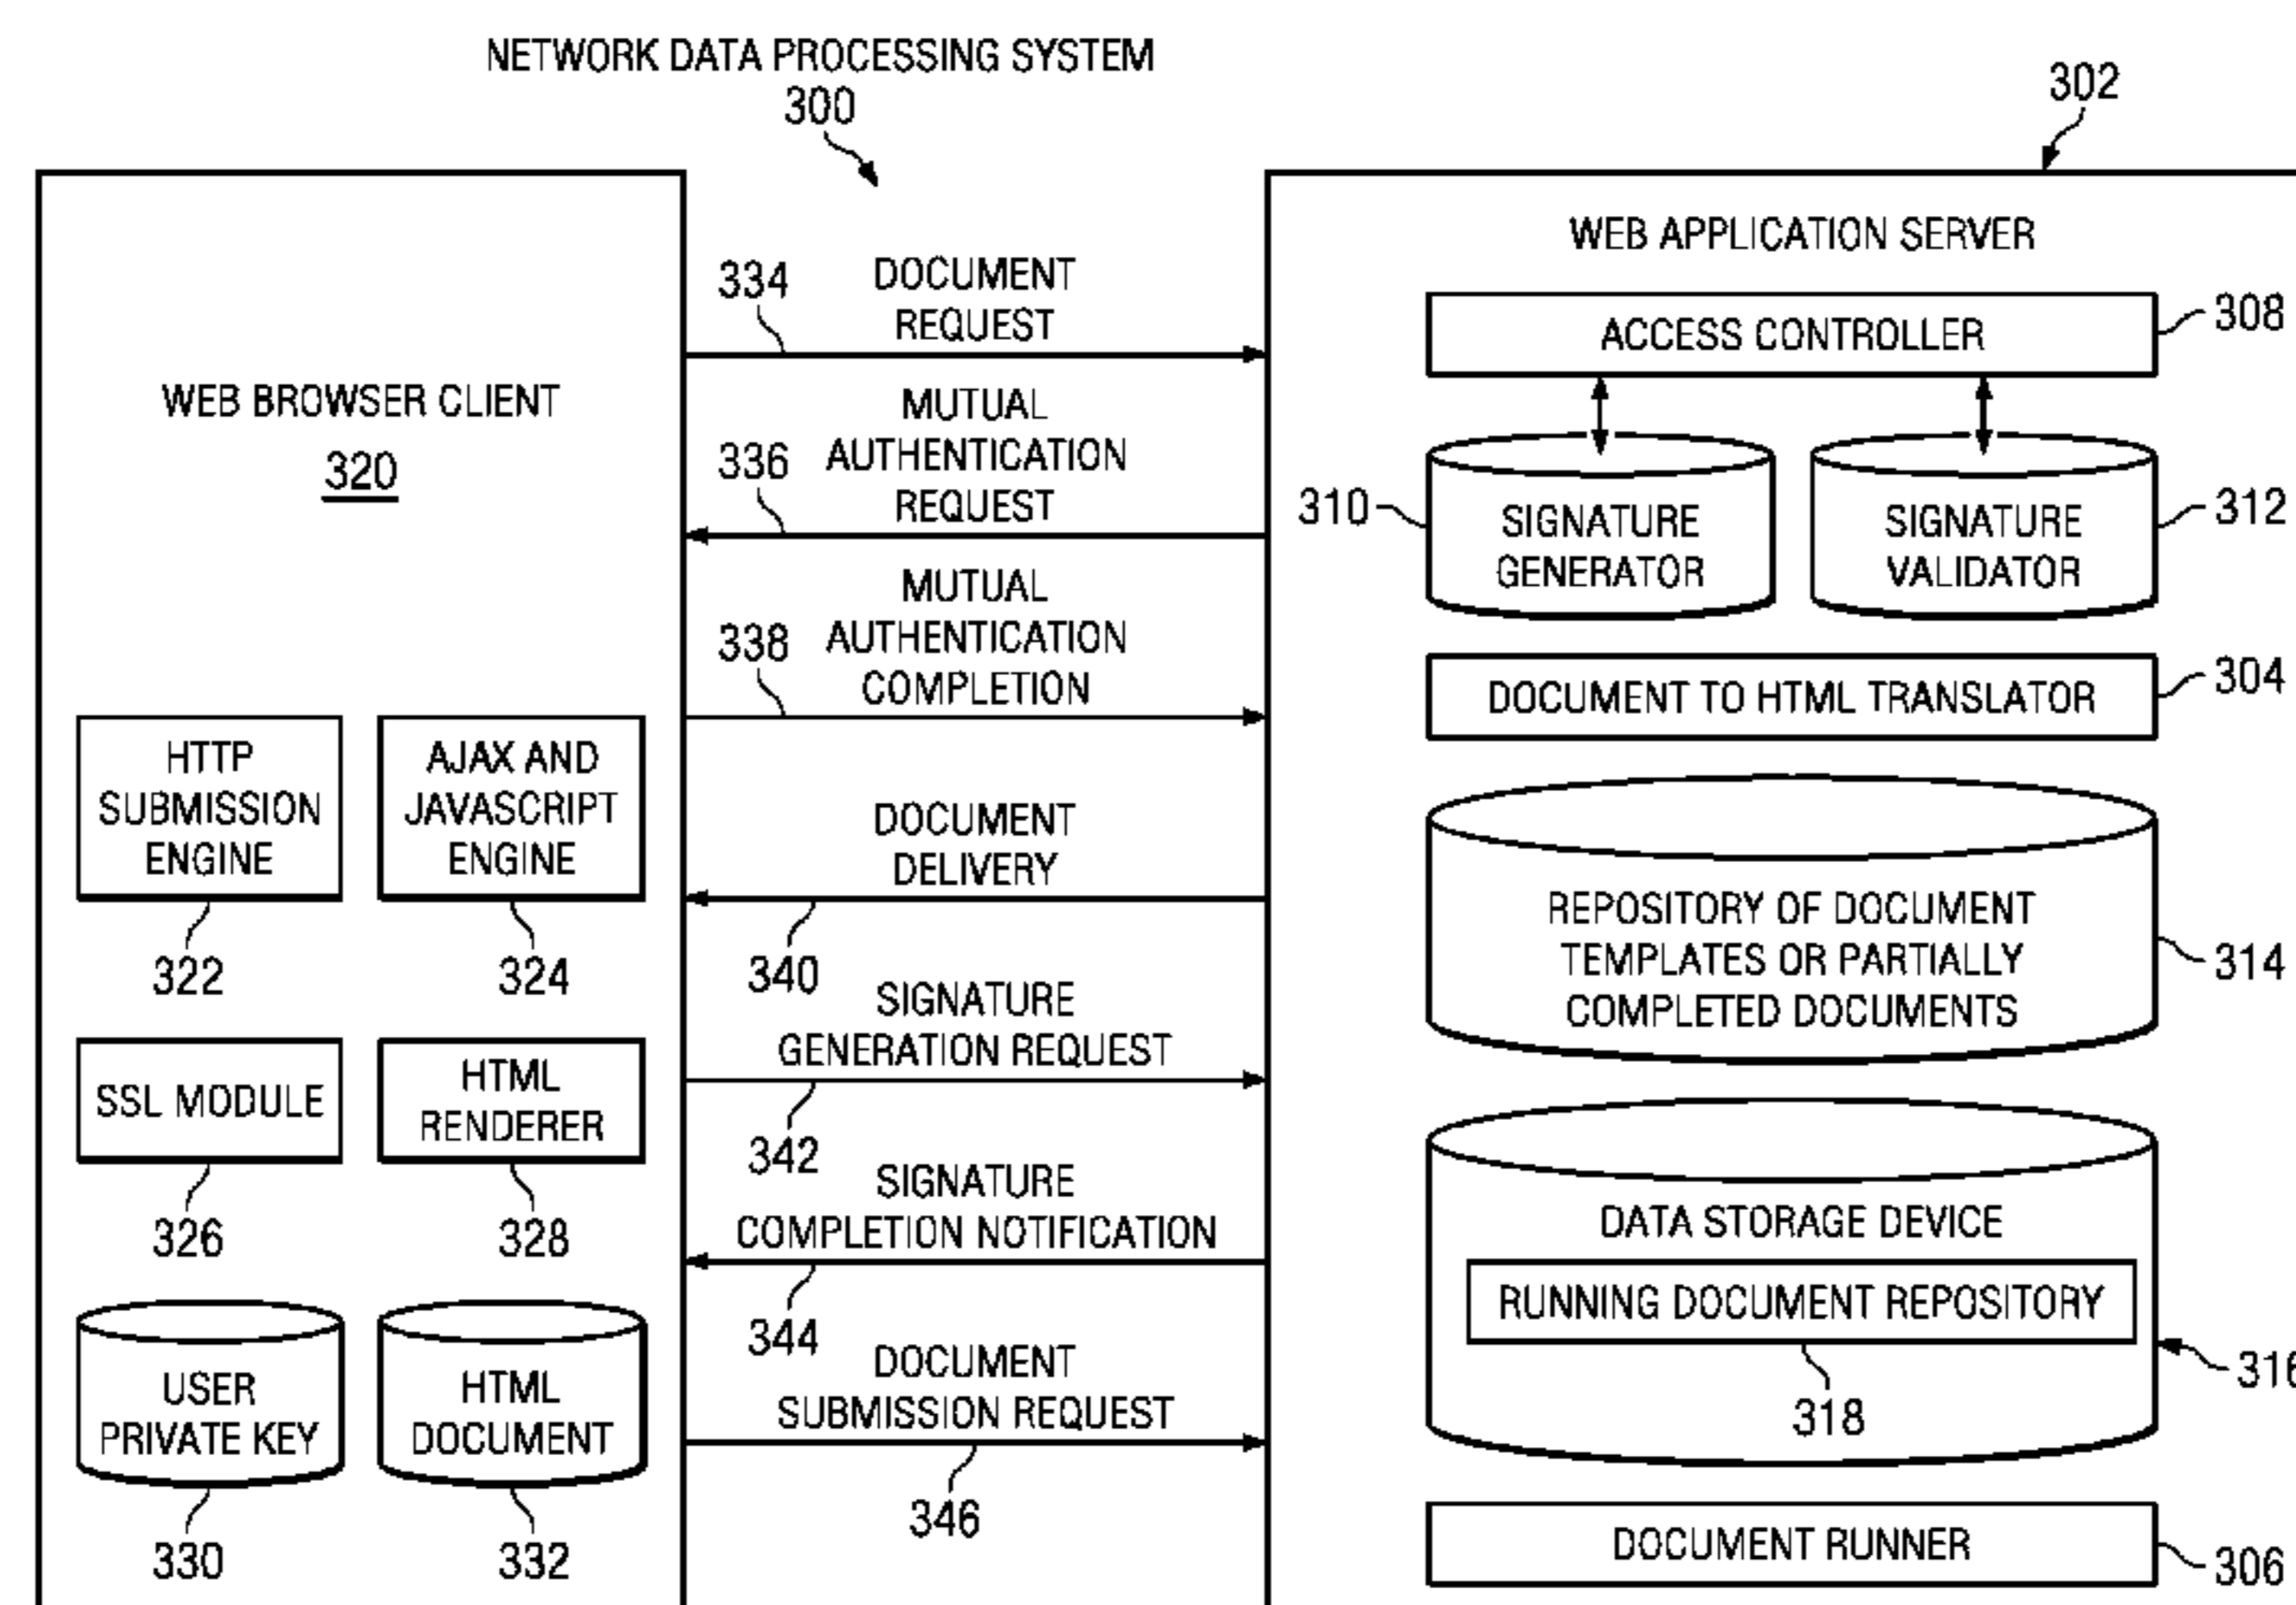 NETWORK DATA PROCESSING SYSTEM
300
302
WEB BROWSER CLIENT
320
HTTP
SUBMISSION
ENGINE
322
AJAX AND
JAVASCRIPT
ENGINE
324
SSL MODULE
326
HTML
RENDERER
328
USER
PRIVATE KEY
330
HTML
DOCUMENT
332
334
DOCUMENT
REQUEST
336
MUTUAL
AUTHENTICATION
REQUEST
338
MUTUAL
AUTHENTICATION
COMPLETION
DOCUMENT
DELIVERY
340
SIGNATURE
GENERATION REQUEST
342
SIGNATURE
COMPLETION NOTIFICATION
344
DOCUMENT
SUBMISSION REQUEST
346
WEB APPLICATION SERVER
ACCESS CONTROLLER
308
310
SIGNATURE
GENERATOR
SIGNATURE
VALIDATOR
312
DOCUMENT TO HTML TRANSLATOR
304
REPOSITORY OF DOCUMENT
TEMPLATES OR PARTIALLY
COMPLETED DOCUMENTS
314
DATA STORAGE DEVICE
RUNNING DOCUMENT REPOSITORY
318
316
DOCUMENT RUNNER
306